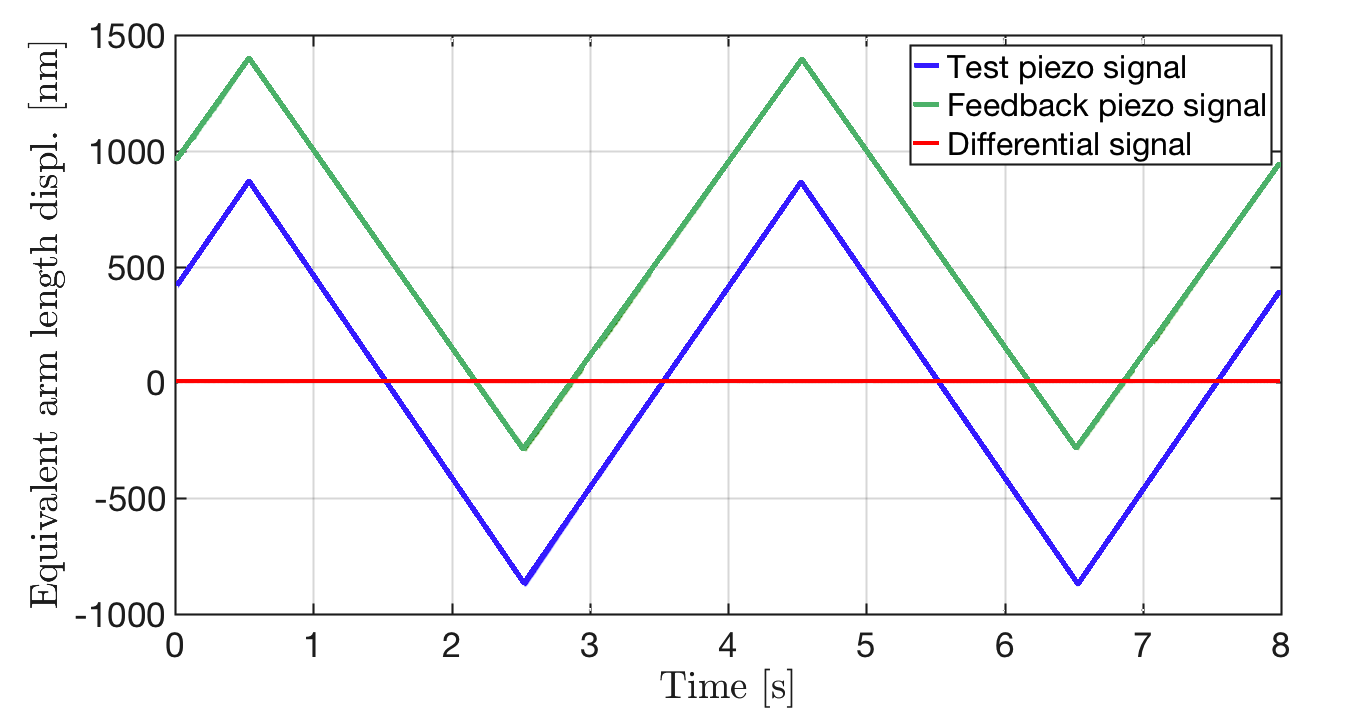 Equivalent arm length displ. [nm]
1500
1000
500
0
-500
-1000
Test piezo signal
Feedback piezo signal
Differential signal
0 1 2 3 4 5 6 7 8
Time [s]